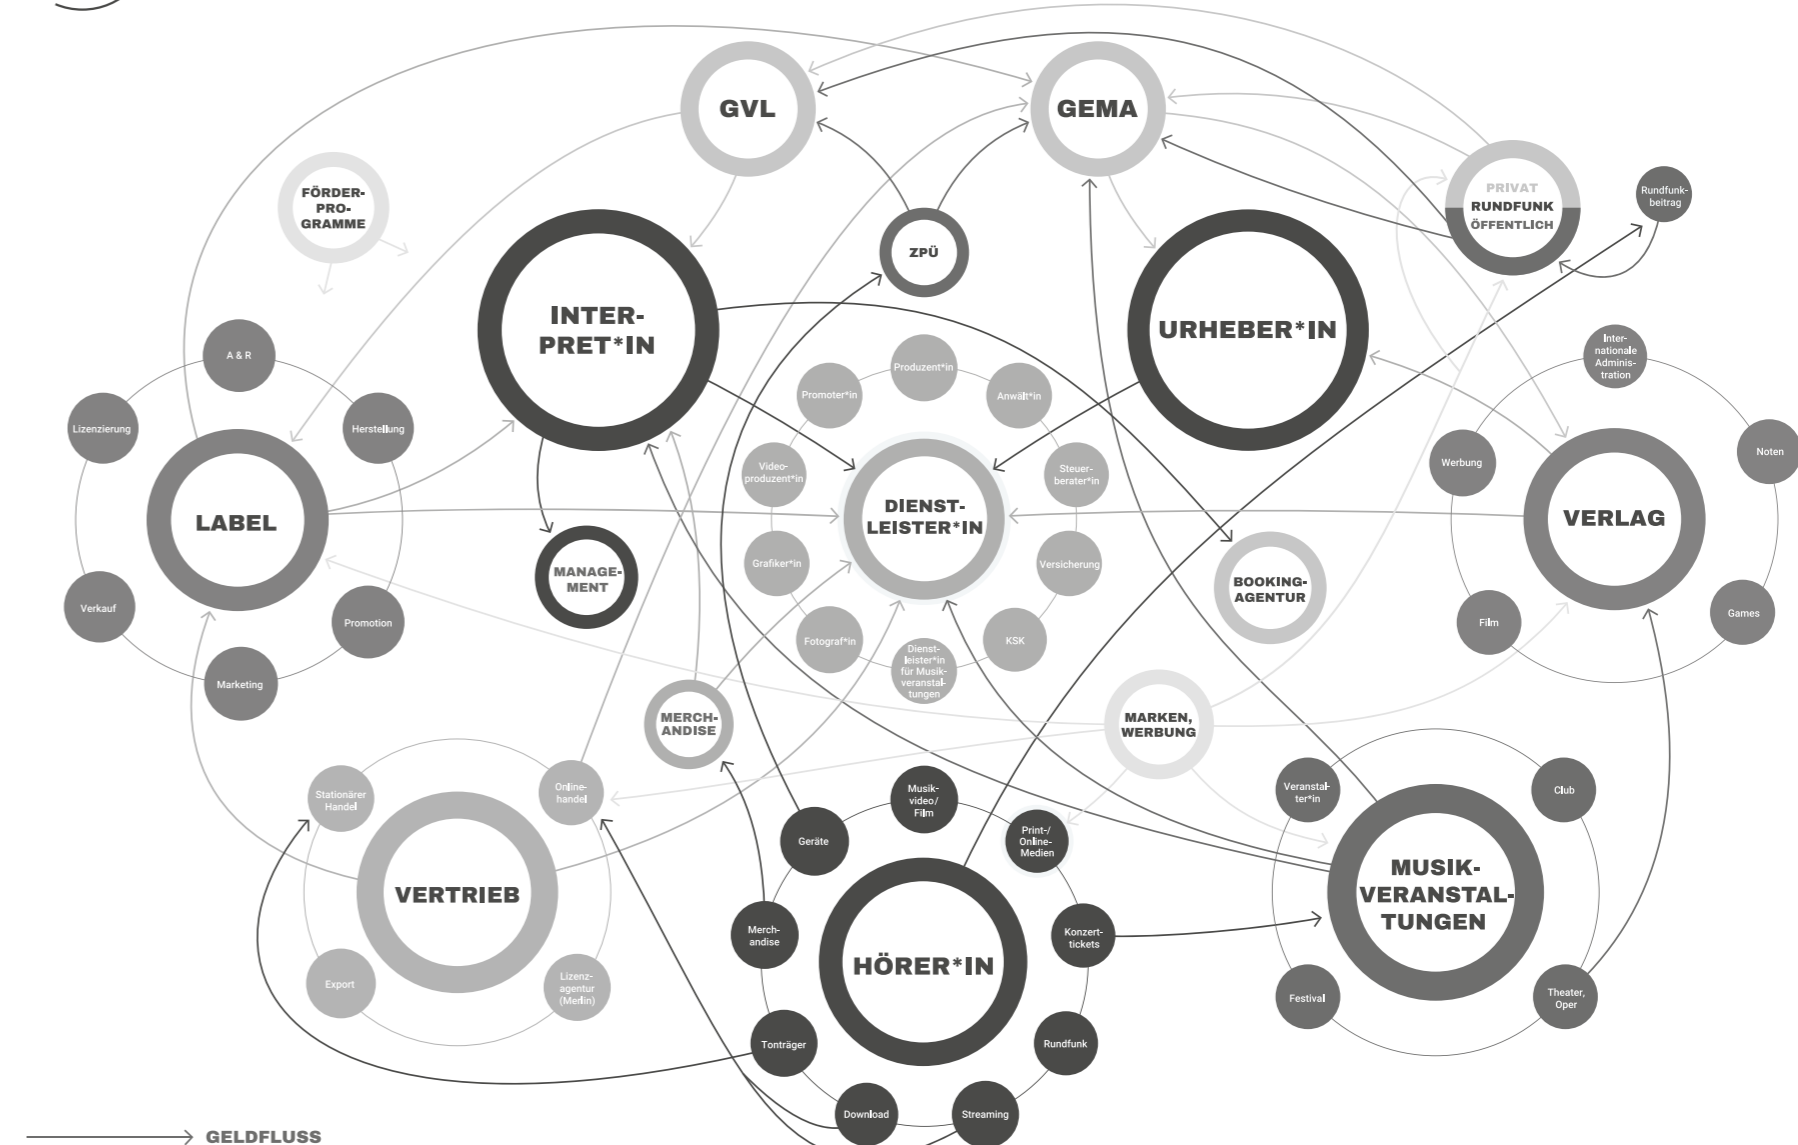 GVL
GEMA
FÖRDER-
PRO-
GRAMME
PRIVAT
RUNDFUNK
ÖFFENTLICH
Rundfunk-
beitrag
ZPÜ
INTER-
PRET*IN
URHEBER*IN
A & R
Lizenzierung
Herstellung
LABEL
Verkauf
Promotion
Marketing
MANAGE-
MENT
Produzent*in
Promoter*in
Anwält*in
Video-
produzent*in
Steuer-
berater*in
DIENST-
LEISTER*IN
Grafiker*in
Versicherung
Fotograf*in
KSK
Dienst-
leister*in
für Musik-
veranstal-
tungen
BOOKING-
AGENTUR
Inter-
nationale
Adminis-
tration
Werbung
Noten
VERLAG
Film
Games
MERCH-
ANDISE
MARKEN,
WERBUNG
Stationärer
Handel
Online-
handel
VERTRIEB
Export
Lizenz-
agentur
(Merlin)
Musik-
video/
Film
Geräte
Print-/
Online-
Medien
Merch-
andise
Konzert-
tickets
HÖRER*IN
Tonträger
Rundfunk
Download
Streaming
Veranstal-
ter*in
Club
MUSIK-
VERANSTAL-
TUNGEN
Festival
Theater,
Oper
GELDFLUSS